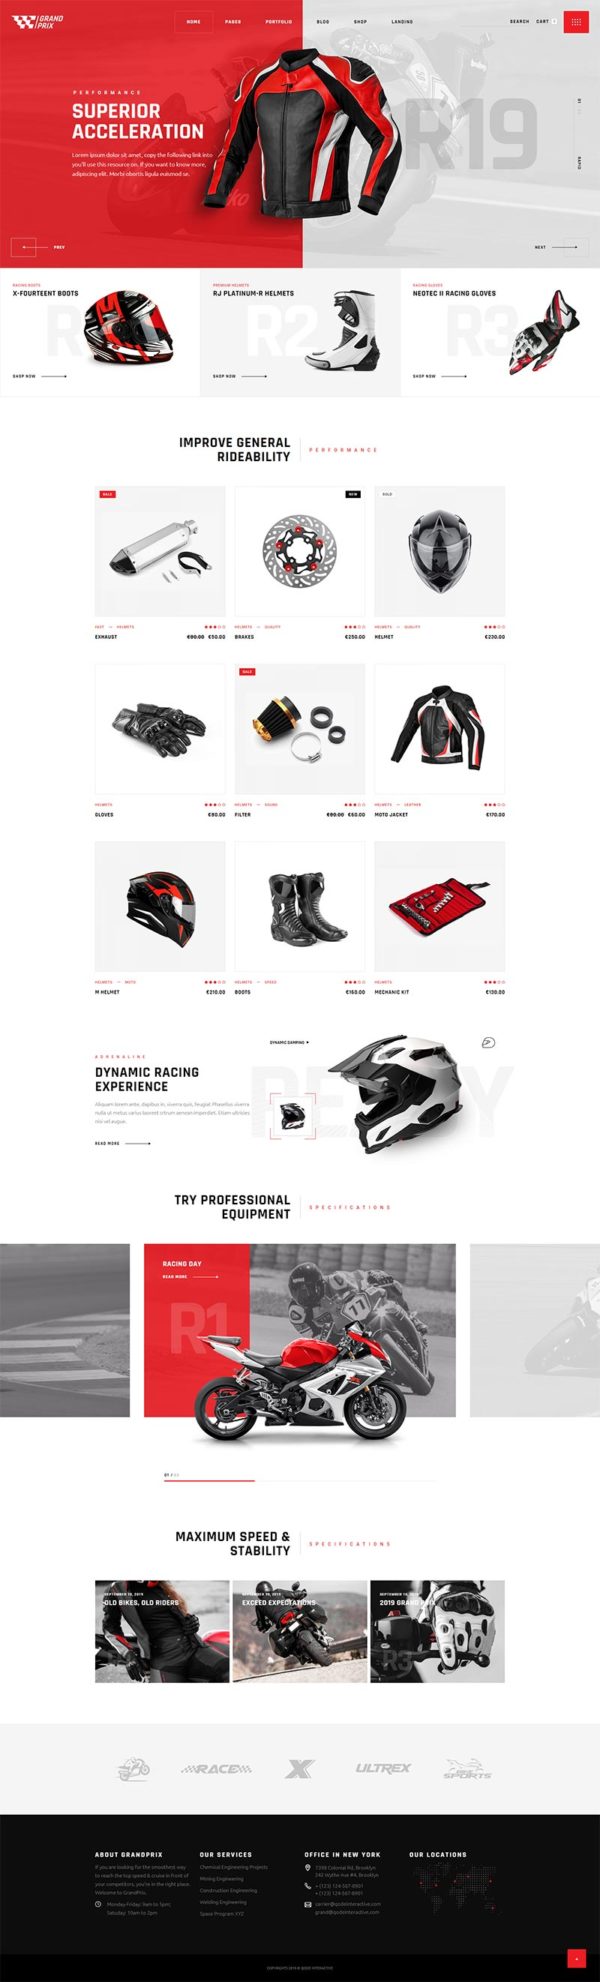 GRAND
PRIX
HOME
PAGES
PORTFOLIO
BLOG
SHOP
LANDING
SEARCH
CART
PERFORMANCE
SUPERIOR
ACCELERATION
Lorem ipsum dolor sit amet, copy the following link into
you'll use this resource on. If you want to know more,
adipiscing elit. Morbi obortis ligula euismod se.
R19
PREV
NEXT
RACING BOOTS
X-FOURTEENT BOOTS
SHOP NOW
PREMIUM HELMETS
RJ PLATINUM-R HELMETS
R2
SHOP NOW
RACING GLOVES
NEOTEC II RACING GLOVES
R3
SHOP NOW
IMPROVE GENERAL
RIDEABILITY
PERFORMANCE
SALE
NEW
SOLD
FAST — HELMETS
EXHAUST
€80.00 €50.00
HELMETS — QUALITY
BRAKES
€250.00
HELMETS — QUALITY
HELMET
€230.00
SALE
HELMETS
GLOVES
€80.00
HELMETS — SOUND
FILTER
€80.00 €60.00
HELMETS — LEATHER
MOTO JACKET
€170.00
HELMETS — MOTO
M HELMET
€210.00
HELMETS — SPEED
BOOTS
€160.00
HELMETS
MECHANIC KIT
€130.00
DYNAMIC DAMPING
ADRENALINE
DYNAMIC RACING
EXPERIENCE
Aliquam lorem ante, dapibus in, viverra quis, feugiat. Phasellus viverra
nulla ut metus varius laoreet srtrum aenean imperdiet. Etiam ultricies
nisi vel augue.
READ MORE
TRY PROFESSIONAL
EQUIPMENT
SPECIFICATIONS
RACING DAY
READ MORE
R1
77
MAXIMUM SPEED &
STABILITY
SPECIFICATIONS
SEPTEMBER 19, 2019
OLD BIKES, OLD RIDERS
SEPTEMBER 19, 2019
EXCEED EXPECTATIONS
SEPTEMBER 19, 2019
2019 GRAND PRIX
R3
RACE
X
ULTREX
SPORTS
ABOUT GRANDPRIX
If you are looking for the smoothest way
to reach the top speed & cruise in front of
your competitors, you're in the right place.
Welcome to GrandPrix.
Monday-Friday: 9am to 5pm;
Saturday: 10am to 2pm
OUR SERVICES
Chemical Engineering Projects
Mining Engineering
Construction Engineering
Welding Engineering
Space Program XYZ
OFFICE IN NEW YORK
7398 Colonial Rd, Brooklyn
242 Wythe Ave #4, Brooklyn
+ (123) 124-567-8901
+ (123) 124-567-8901
carrier@qodeinteractive.com
grand@qodeinteractive.com
OUR LOCATIONS